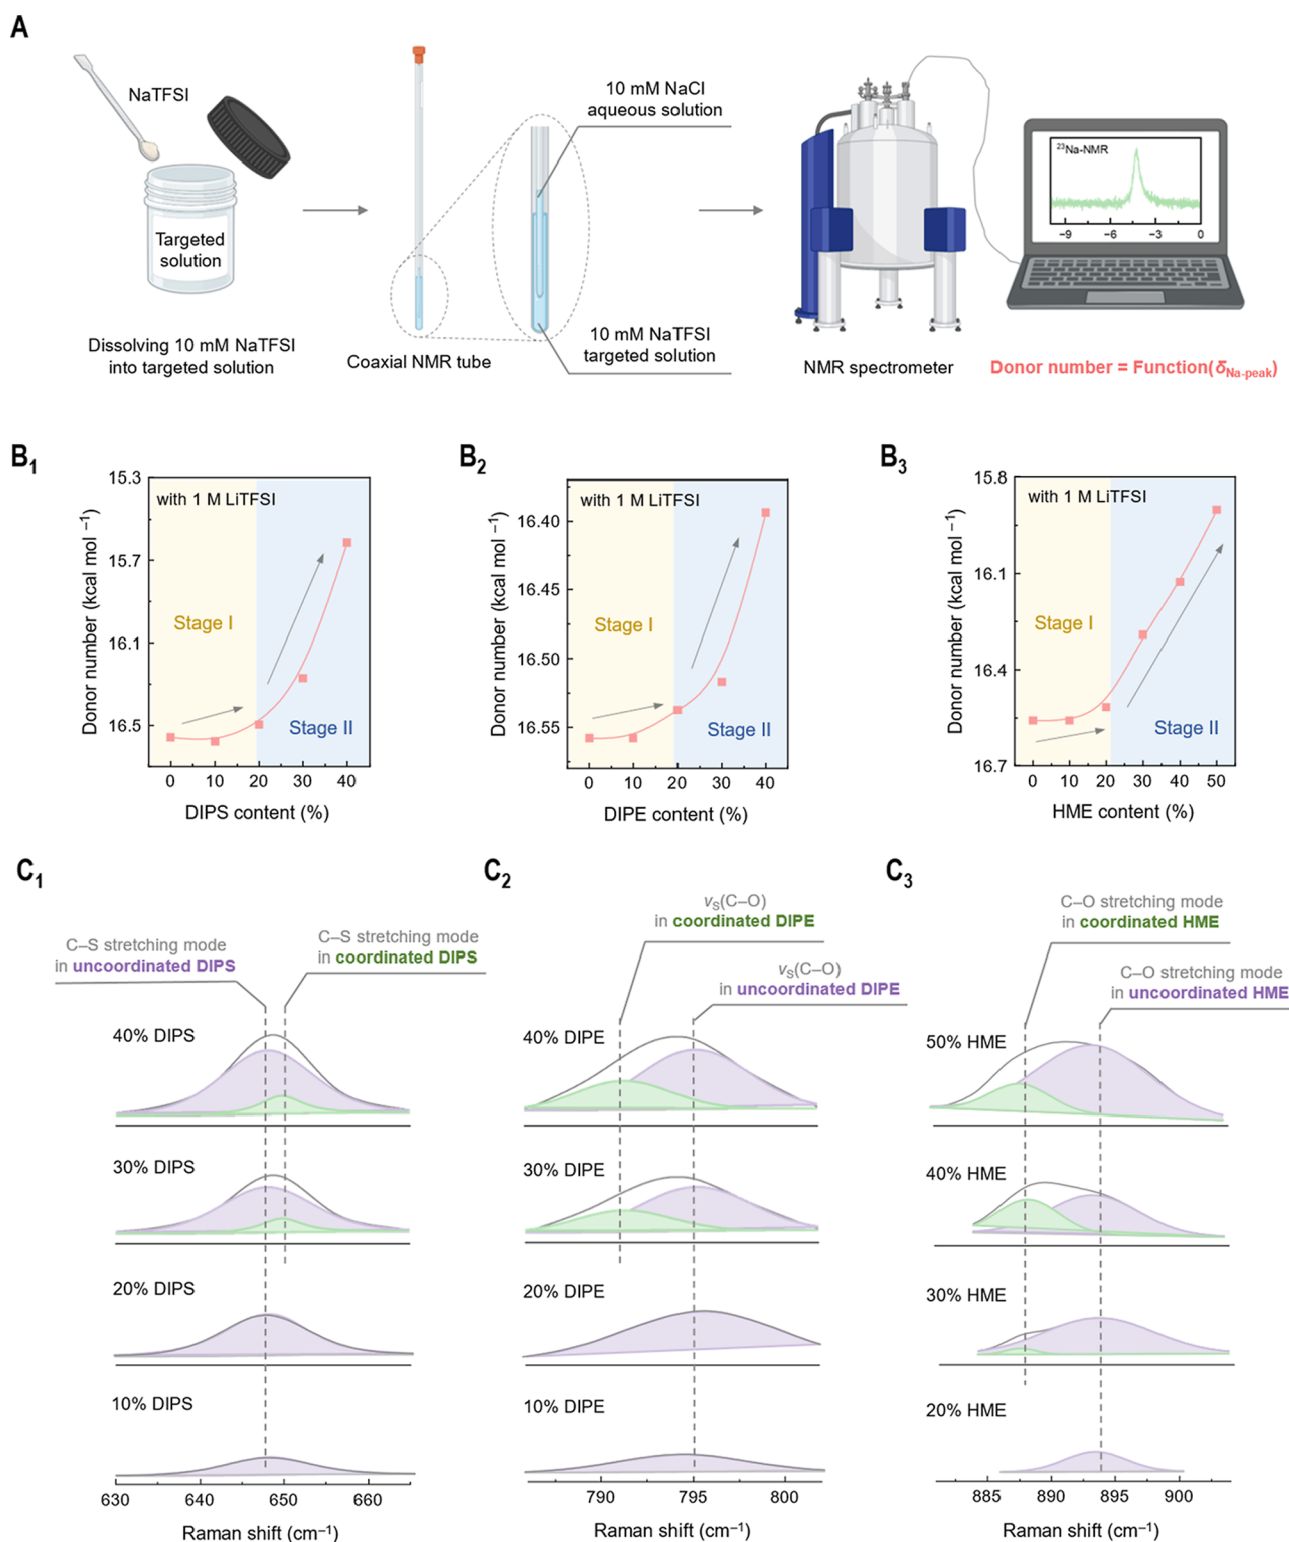 A
NaTFSI
Targeted
solution
Dissolving 10 mM NaTFSI
into targeted solution
Coaxial NMR tube
10 mM NaCl
aqueous solution
10 mM NaTFSI
targeted solution
NMR spectrometer
²³Na-NMR
−9 −6 −3 0
Donor number = Function(δNa-peak)
B₁
Donor number (kcal mol⁻¹)
15.3
15.7
16.1
16.5
with 1 M LiTFSI
Stage I
Stage II
0 10 20 30 40
DIPS content (%)
B₂
Donor number (kcal mol⁻¹)
16.40
16.45
16.50
16.55
with 1 M LiTFSI
Stage I
Stage II
0 10 20 30 40
DIPE content (%)
B₃
Donor number (kcal mol⁻¹)
15.8
16.1
16.4
16.7
with 1 M LiTFSI
Stage I
Stage II
0 10 20 30 40 50
HME content (%)
C₁
C–S stretching mode
in uncoordinated DIPS
C–S stretching mode
in coordinated DIPS
40% DIPS
30% DIPS
20% DIPS
10% DIPS
630 640 650 660
Raman shift (cm⁻¹)
C₂
νS(C–O)
in coordinated DIPE
νS(C–O)
in uncoordinated DIPE
40% DIPE
30% DIPE
20% DIPE
10% DIPE
790 795 800
Raman shift (cm⁻¹)
C₃
C–O stretching mode
in coordinated HME
C–O stretching mode
in uncoordinated HME
50% HME
40% HME
30% HME
20% HME
885 890 895 900
Raman shift (cm⁻¹)